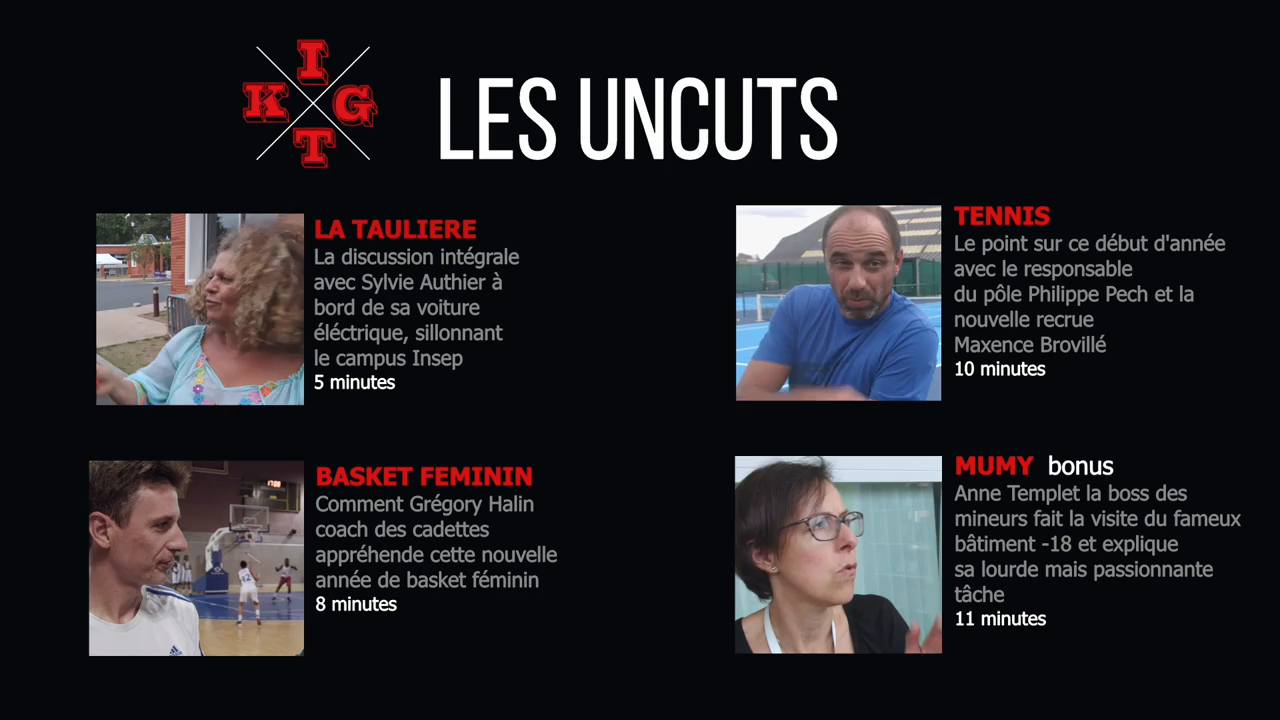 I
K G
T
LES UNCUTS
LA TAULIERE
La discussion intégrale
avec Sylvie Authier à
bord de sa voiture
éléctrique, sillonnant
le campus Insep
5 minutes
TENNIS
Le point sur ce début d'année
avec le responsable
du pôle Philippe Pech et la
nouvelle recrue
Maxence Brovillé
10 minutes
BASKET FEMININ
Comment Grégory Halin
coach des cadettes
appréhende cette nouvelle
année de basket féminin
8 minutes
17:00
MUMY bonus
Anne Templet la boss des
mineurs fait la visite du fameux
bâtiment -18 et explique
sa lourde mais passionnante
tâche
11 minutes